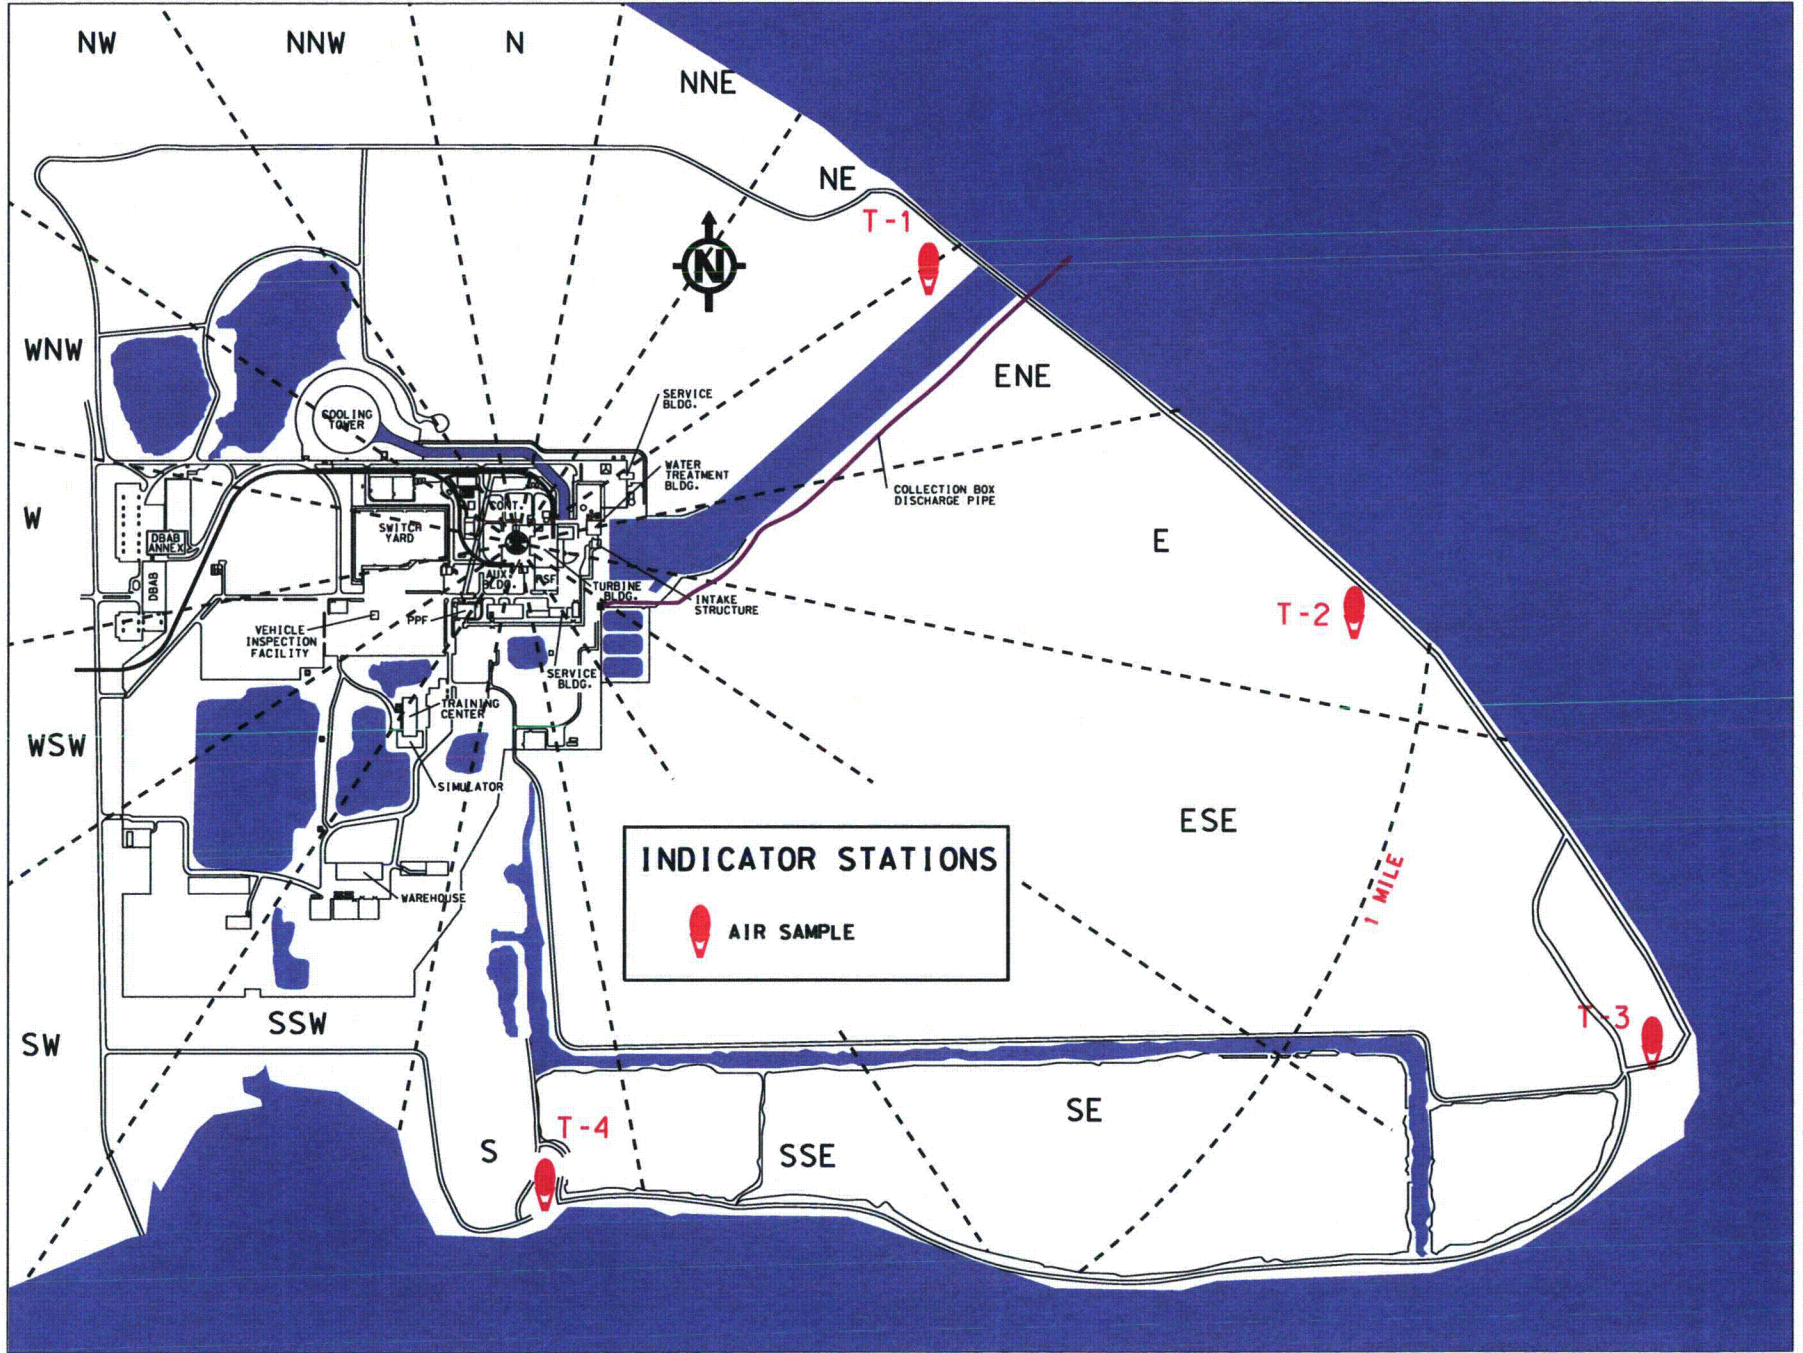 NW
NNW
N
NNE
NE
T-1
N
WNW
ENE
SERVICE
BLDG.
COOLING
TOWER
WATER
TREATMENT
BLDG.
COLLECTION BOX
DISCHARGE PIPE
W
CONT.
SWITCH
YARD
DBAB
ANNEX
E
DBAB
AUX.
BLDG.
TURBINE
BLDG.
INTAKE
STRUCTURE
T-2
PPF
VEHICLE
INSPECTION
FACILITY
SERVICE
BLDG.
TRAINING
CENTER
WSW
SIMULATOR
ESE
INDICATOR STATIONS
AIR SAMPLE
1 MILE
WAREHOUSE
SSW
SW
T-3
SE
T-4
S
SSE